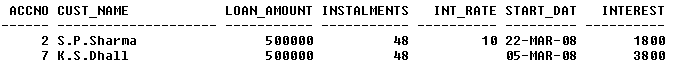 ACCNO CUST_NAME LOAN_AMOUNT INSTALMENTS INT_RATE START_DAT INTEREST
2 S.P.Sharma 500000 48 10 22-MAR-08 1800
7 K.S.Dhall 500000 48 05-MAR-08 3800